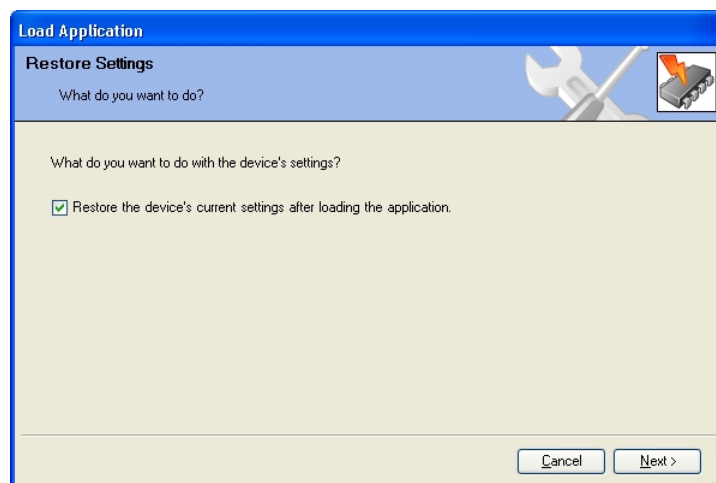 Load Application
Restore Settings
What do you want to do?
What do you want to do with the device's settings?
Restore the device's current settings after loading the application.
Cancel
Next >